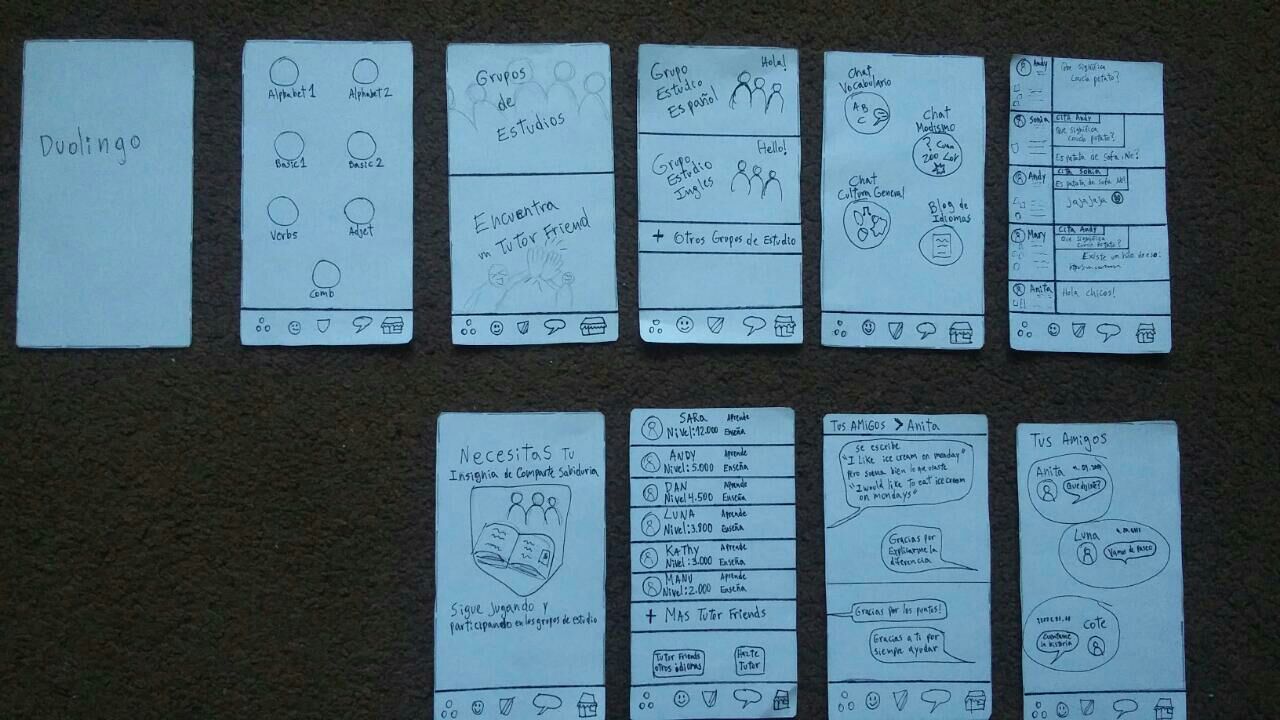 Duolingo
Alphabet 1
Alphabet 2
Basic 1
Basic 2
Verbs
Adjet
Comb
Grupos
de
Estudios
Encuentra
un Tutor Friend
Hola!
Grupo
Estudio
Español
Hello!
Grupo
Estudio
Ingles
+ Otros Grupos de Estudio
Chat
Vocabulario
A B
C
Chat
Modismo
Chat
Cultura General
Blog de
Idiomas
Andy
Que significa
Couch potato?
Sonia
Cita Andy
Que significa
Couch potato?
Es patata de sofa, No?
Andy
Cita Sonia
Es patata de sofa, No?
Jajajaja
Mary
Cita Andy
Que significa
Couch potato?
Existe un hilo de eso:
Anita
Hola chicos!
Necesitas Tu
Insignia de Comparte Sabiduria
Sigue jugando y
participando en los grupos de estudio
SARA
Aprende
Nivel:12.000
Enseña
ANDY
Aprende
Nivel:5.000
Enseña
DAN
Aprende
Nivel 4.500
Enseña
LUNA
Aprende
Nivel:3.800
Enseña
KATHY
Aprende
Nivel:3.000
Enseña
MANU
Aprende
Nivel:2.000
Enseña
+ MAS Tutor Friends
Tutor Friends
otros idiomas
Hazte
Tutor
Tus AMIGOS > Anita
se escribe
"I Like ice cream on monday"
Pero suena bien lo que usaste
"I would like to eat ice cream
on mondays"
Gracias por
Explicarme la
diferencia
Gracias por los puntos!
Gracias a ti por
siempre ayudar
Tus Amigos
Anita
Luna
Vamos de paseo
Cote
Cuentame
la historia